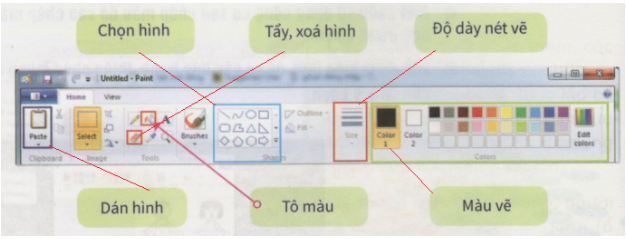 Chọn hình
Tẩy, xoá hình
Độ dày nét vẽ
Untitled - Paint
Home View
Paste
Select
Brushes
Outline
Fill
Size
Color 1
Color 2
Edit colors
Clipboard
Image
Tools
Shapes
Colors
Dán hình
Tô màu
Màu vẽ